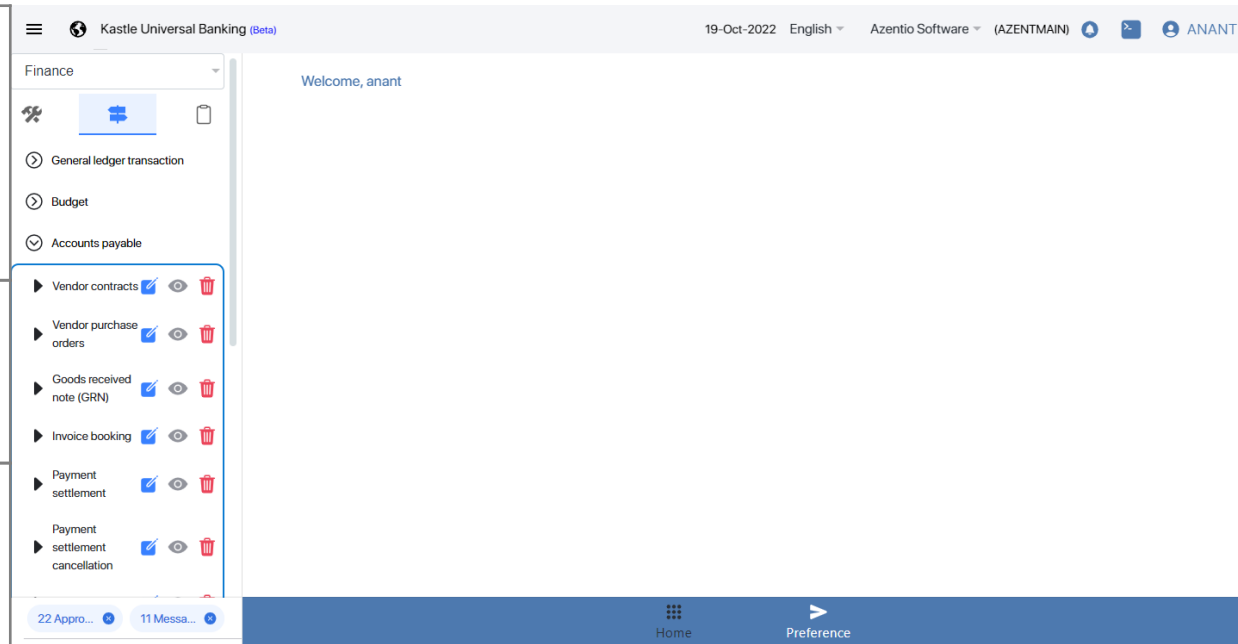 Kastle Universal Banking (Beta)
19-Oct-2022 English Azentio Software (AZENTMAIN) ANANT
Finance
Welcome, anant
General ledger transaction
Budget
Accounts payable
Vendor contracts
Vendor purchase
orders
Goods received
note (GRN)
Invoice booking
Payment
settlement
Payment
settlement
cancellation
22 Appro... 11 Messa...
Home Preference